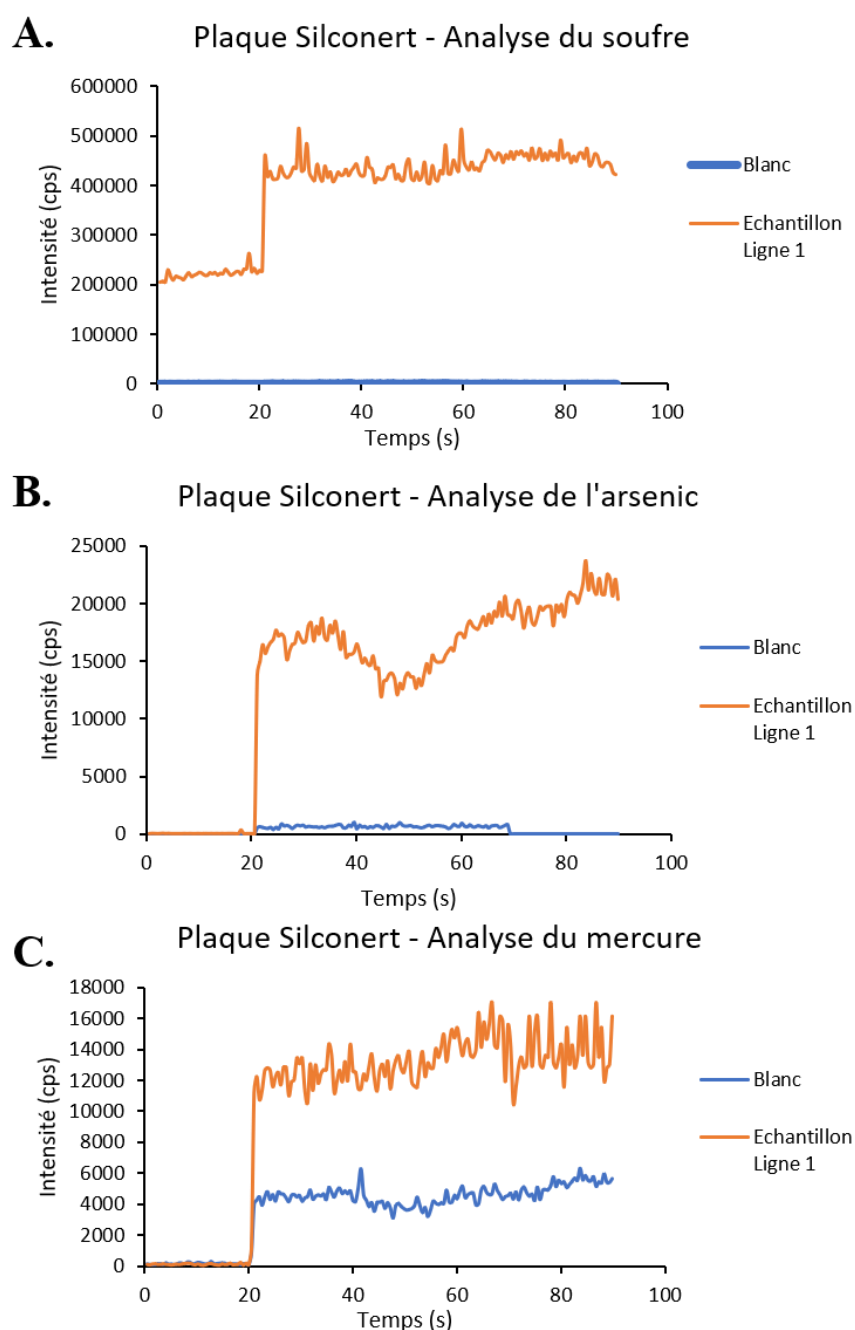 A.
Plaque Silconert - Analyse du soufre
600000
500000
400000
300000
200000
100000
0
Intensité (cps)
0 20 40 60 80 100
Temps (s)
Blanc
Echantillon
Ligne 1
B.
Plaque Silconert - Analyse de l'arsenic
25000
20000
15000
10000
5000
0
Intensité (cps)
0 20 40 60 80 100
Temps (s)
Blanc
Echantillon
Ligne 1
C.
Plaque Silconert - Analyse du mercure
18000
16000
14000
12000
10000
8000
6000
4000
2000
0
Intensité (cps)
0 20 40 60 80 100
Temps (s)
Blanc
Echantillon
Ligne 1